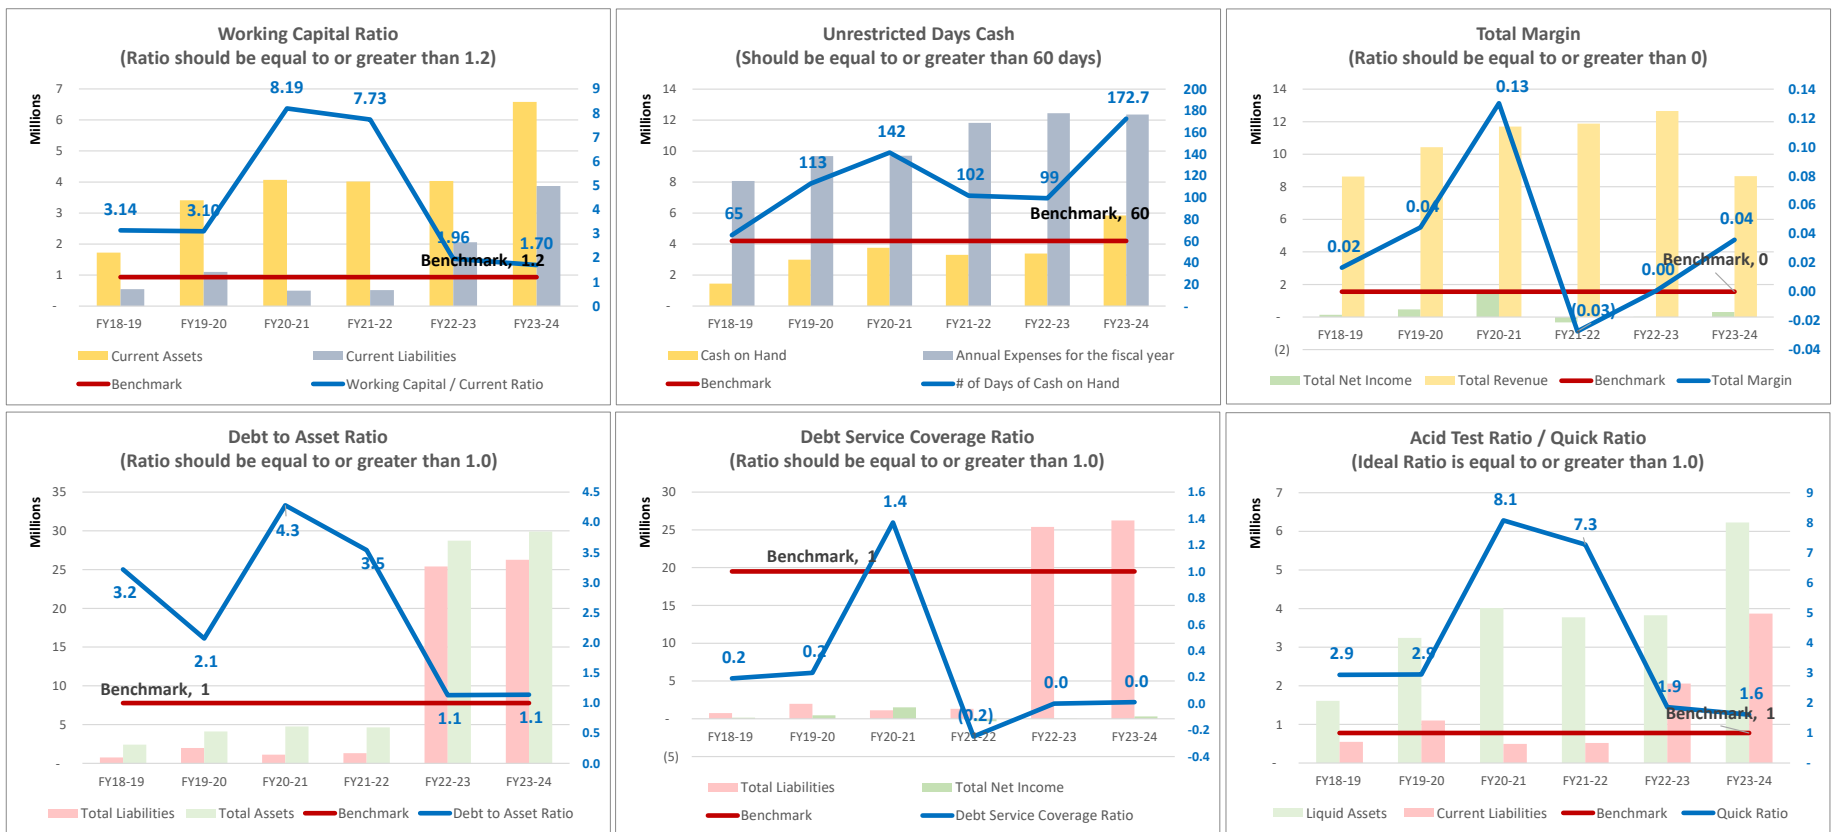 Working Capital Ratio
(Ratio should be equal to or greater than 1.2)
Millions
7
6
5
4
3
2
1
-
9
8
7
6
5
4
3
2
1
0
3.14
3.10
8.19
7.73
1.96
1.70
Benchmark, 1.2
FY18-19
FY19-20
FY20-21
FY21-22
FY22-23
FY23-24
Current Assets
Current Liabilities
Benchmark
Working Capital / Current Ratio
Unrestricted Days Cash
(Should be equal to or greater than 60 days)
Millions
14
12
10
8
6
4
2
-
200
180
160
140
120
100
80
60
40
20
-
65
113
142
102
99
172.7
Benchmark, 60
FY18-19
FY19-20
FY20-21
FY21-22
FY22-23
FY23-24
Cash on Hand
Annual Expenses for the fiscal year
Benchmark
# of Days of Cash on Hand
Total Margin
(Ratio should be equal to or greater than 0)
Millions
14
12
10
8
6
4
2
-
(2)
0.14
0.12
0.10
0.08
0.06
0.04
0.02
0.00
-0.02
-0.04
0.02
0.04
0.13
(0.03)
0.00
0.04
Benchmark, 0
FY18-19
FY19-20
FY20-21
FY21-22
FY22-23
FY23-24
Total Net Income
Total Revenue
Benchmark
Total Margin
Debt to Asset Ratio
(Ratio should be equal to or greater than 1.0)
Millions
35
30
25
20
15
10
5
-
4.5
4.0
3.5
3.0
2.5
2.0
1.5
1.0
0.5
0.0
3.2
2.1
4.3
3.5
1.1
1.1
Benchmark, 1
FY18-19
FY19-20
FY20-21
FY21-22
FY22-23
FY23-24
Total Liabilities
Total Assets
Benchmark
Debt to Asset Ratio
Debt Service Coverage Ratio
(Ratio should be equal to or greater than 1.0)
Millions
30
25
20
15
10
5
-
(5)
1.6
1.4
1.2
1.0
0.8
0.6
0.4
0.2
0.0
-0.2
-0.4
0.2
0.2
1.4
(0.2)
0.0
0.0
Benchmark, 1
FY18-19
FY19-20
FY20-21
FY21-22
FY22-23
FY23-24
Total Liabilities
Total Net Income
Benchmark
Debt Service Coverage Ratio
Acid Test Ratio / Quick Ratio
(Ideal Ratio is equal to or greater than 1.0)
Millions
7
6
5
4
3
2
1
-
9
8
7
6
5
4
3
2
1
-
2.9
2.9
8.1
7.3
1.9
1.6
Benchmark, 1
FY18-19
FY19-20
FY20-21
FY21-22
FY22-23
FY23-24
Liquid Assets
Current Liabilities
Benchmark
Quick Ratio